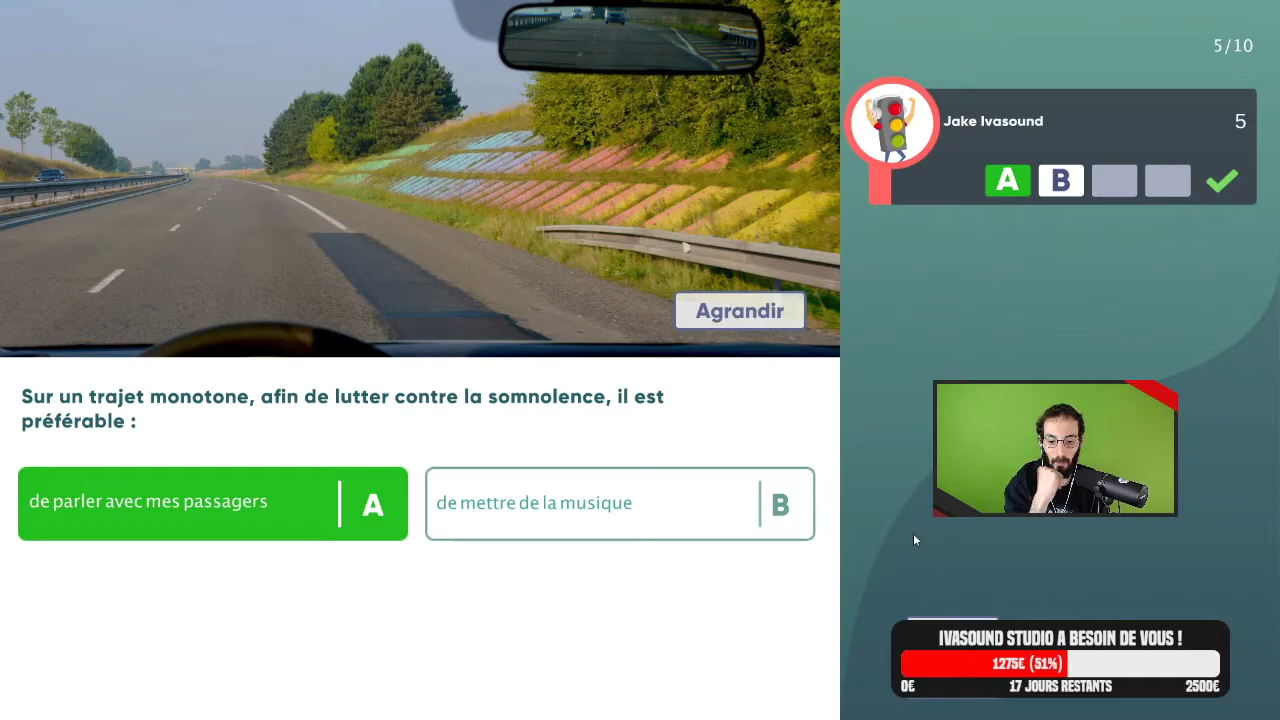 5/10
Jake Ivasound
5
A
B
Agrandir
Sur un trajet monotone, afin de lutter contre la somnolence, il est
préférable :
de parler avec mes passagers
A
de mettre de la musique
B
IVASOUND STUDIO A BESOIN DE VOUS !
1275€ (51%)
0€
17 JOURS RESTANTS
2500€